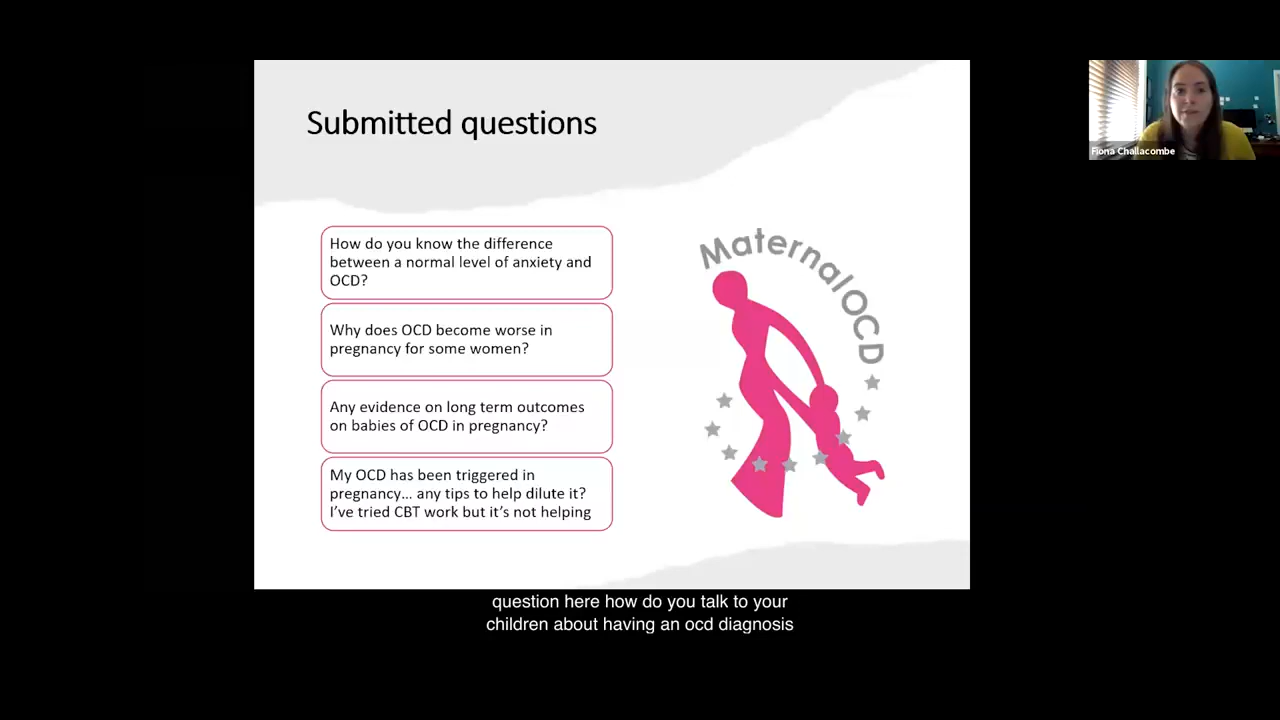 Submitted questions
How do you know the difference
between a normal level of anxiety and
OCD?
Why does OCD become worse in
pregnancy for some women?
Any evidence on long term outcomes
on babies of OCD in pregnancy?
My OCD has been triggered in
pregnancy... any tips to help dilute it?
I've tried CBT work but it's not helping
MaternalOCD
Fiona Challacombe
question here how do you talk to your
children about having an ocd diagnosis